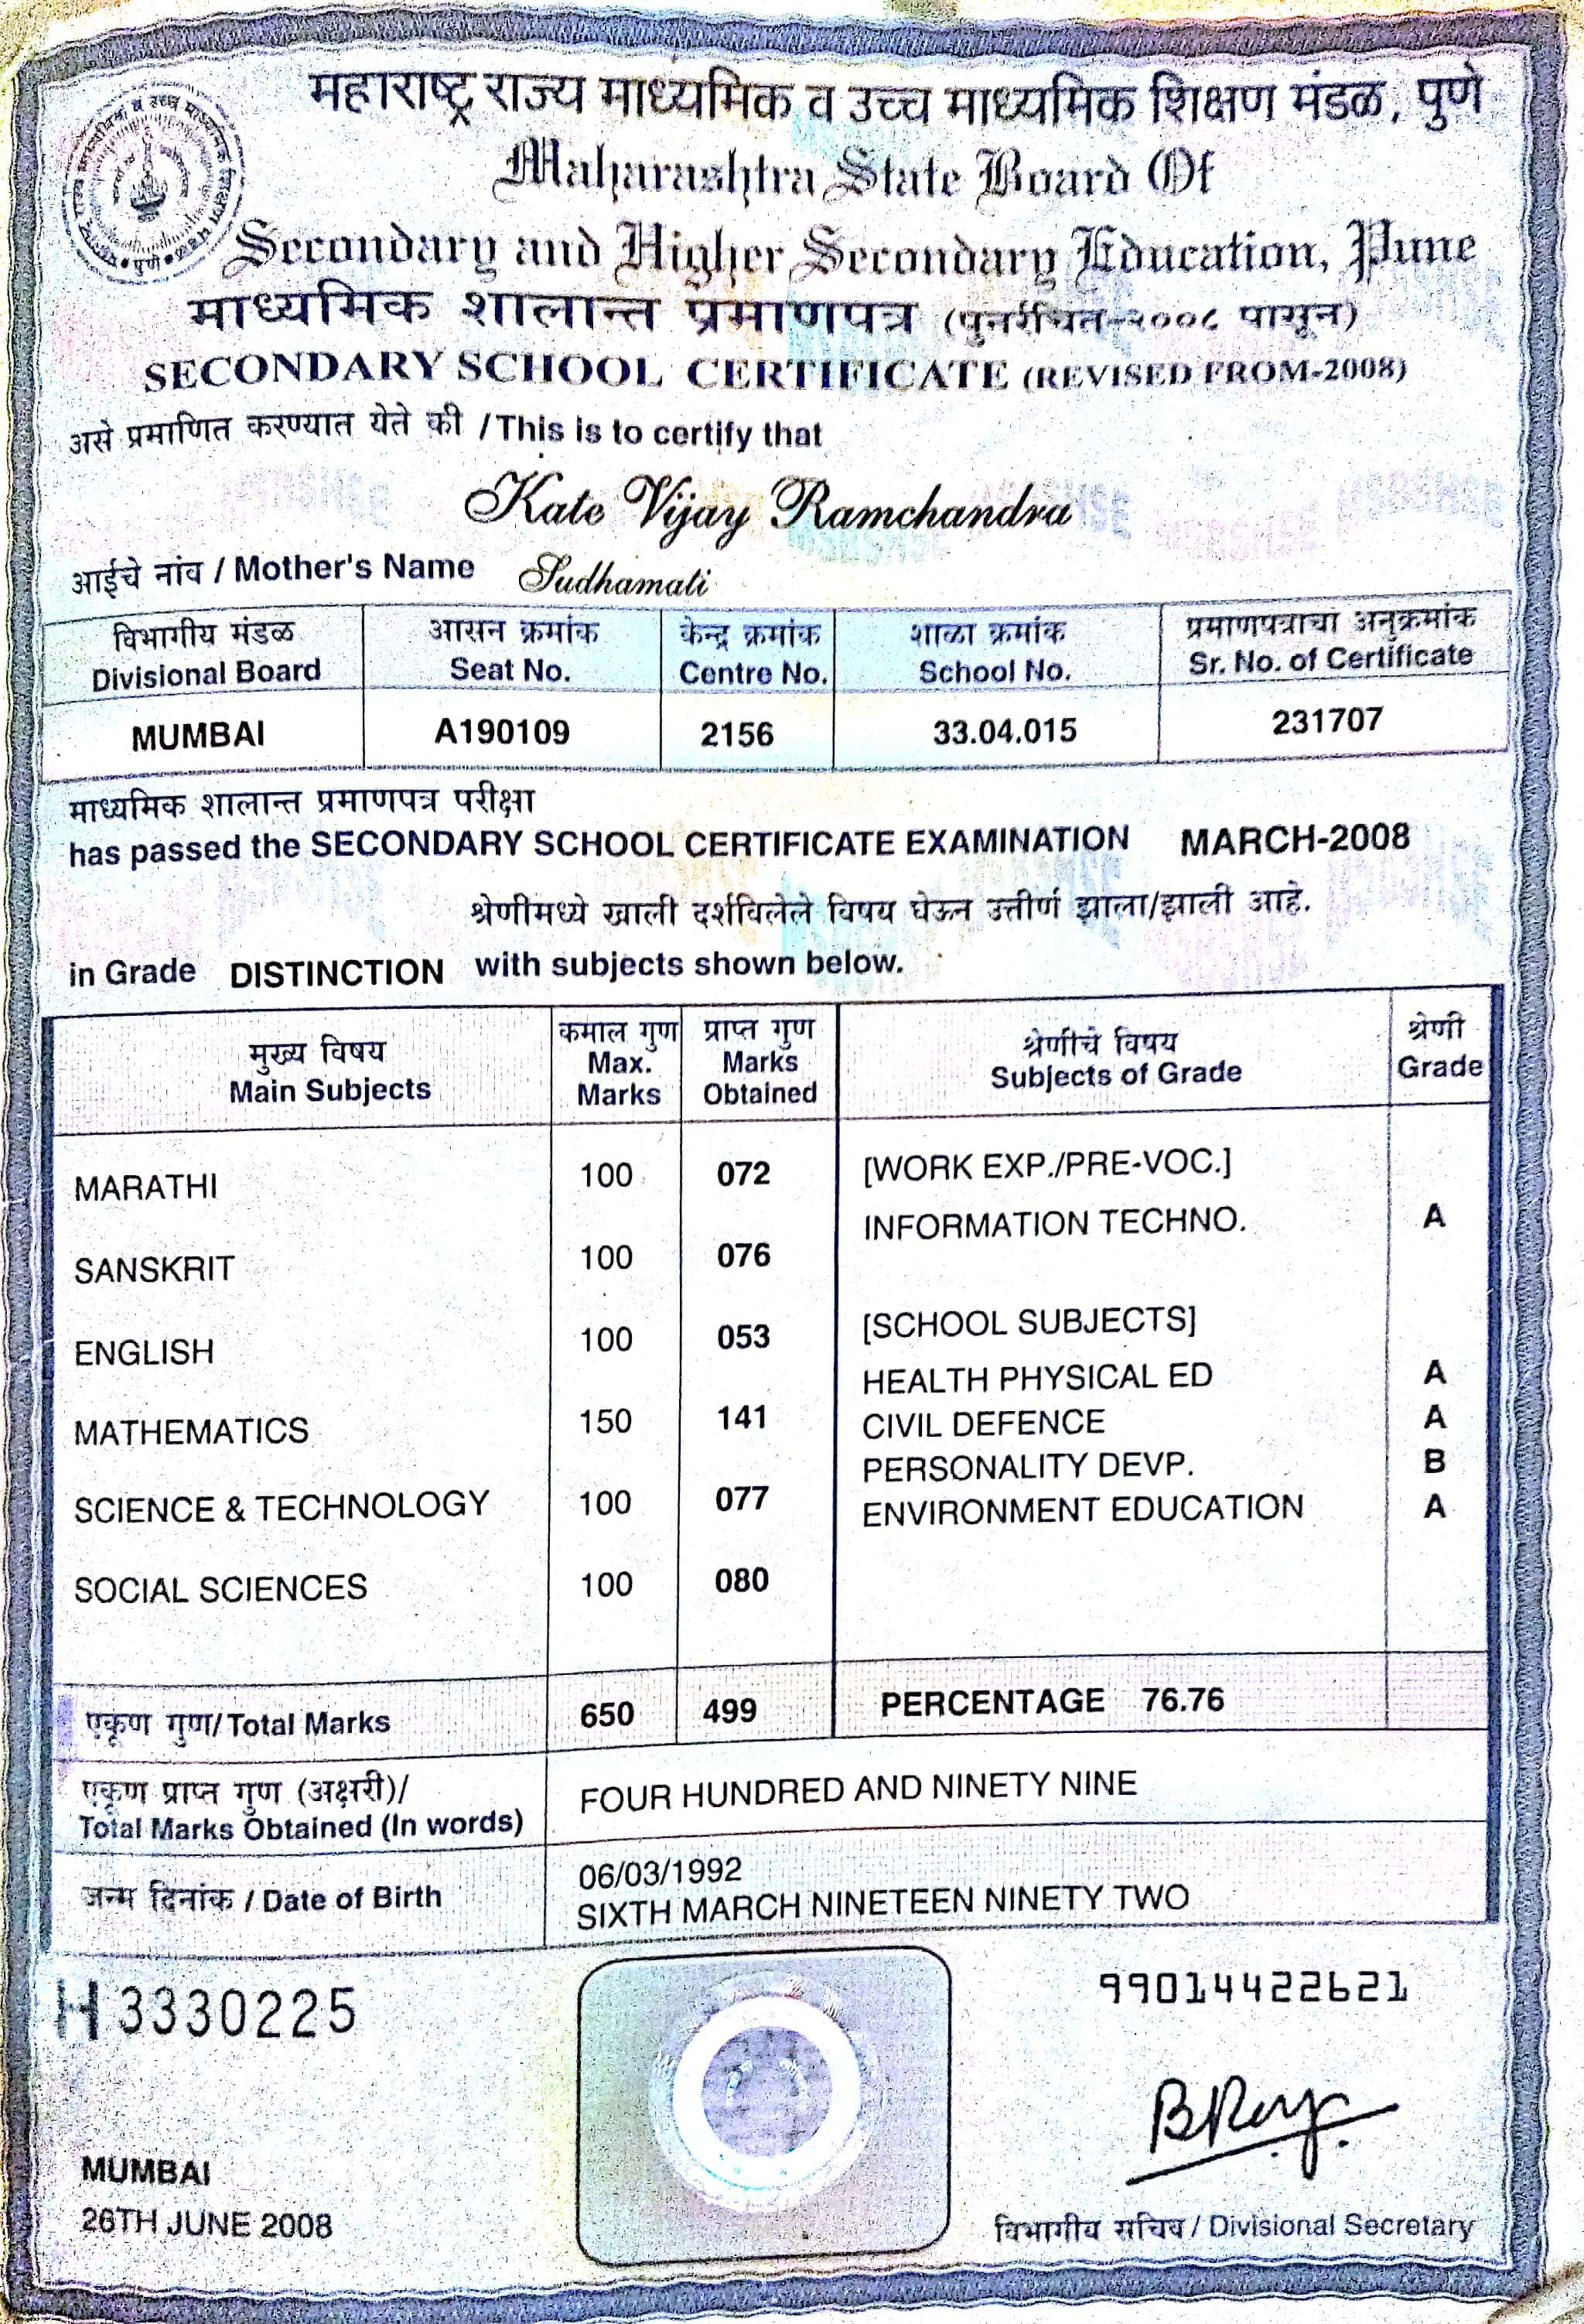 महाराष्ट्र राज्य माध्यमिक व उच्च माध्यमिक शिक्षण मंडळ, पुणे
Maharashtra State Board Of
Secondary and Higher Secondary Education, Pune
माध्यमिक शालान्त प्रमाणपत्र (पुनर्रचित-२००८ पासून)
SECONDARY SCHOOL CERTIFICATE (REVISED FROM-2008)
असे प्रमाणित करण्यात येते की / This is to certify that
Kate Vijay Ramchandra
आईचे नांव / Mother's Name Sudhamati
विभागीय मंडळ आसन क्रमांक केन्द्र क्रमांक शाळा क्रमांक प्रमाणपत्राचा अनुक्रमांक
Divisional Board Seat No. Centre No. School No. Sr. No. of Certificate
MUMBAI A190109 2156 33.04.015 231707
माध्यमिक शालान्त प्रमाणपत्र परीक्षा
has passed the SECONDARY SCHOOL CERTIFICATE EXAMINATION MARCH-2008
श्रेणीमध्ये खाली दर्शविलेले विषय घेऊन उत्तीर्ण झाला/झाली आहे.
in Grade DISTINCTION with subjects shown below.
मुख्य विषय कमाल गुण प्राप्त गुण श्रेणीचे विषय श्रेणी
Main Subjects Max. Marks Marks Obtained Subjects of Grade Grade
MARATHI 100 072 [WORK EXP./PRE-VOC.]
INFORMATION TECHNO. A
SANSKRIT 100 076
ENGLISH 100 053 [SCHOOL SUBJECTS]
HEALTH PHYSICAL ED A
MATHEMATICS 150 141 CIVIL DEFENCE A
PERSONALITY DEVP. B
SCIENCE & TECHNOLOGY 100 077 ENVIRONMENT EDUCATION A
SOCIAL SCIENCES 100 080
एकूण गुण/ Total Marks 650 499 PERCENTAGE 76.76
एकूण प्राप्त गुण (अक्षरी)/
Total Marks Obtained (In words) FOUR HUNDRED AND NINETY NINE
जन्म दिनांक / Date of Birth 06/03/1992
SIXTH MARCH NINETEEN NINETY TWO
H 3330225
99014422621
MUMBAI
26TH JUNE 2008
विभागीय सचिव / Divisional Secretary